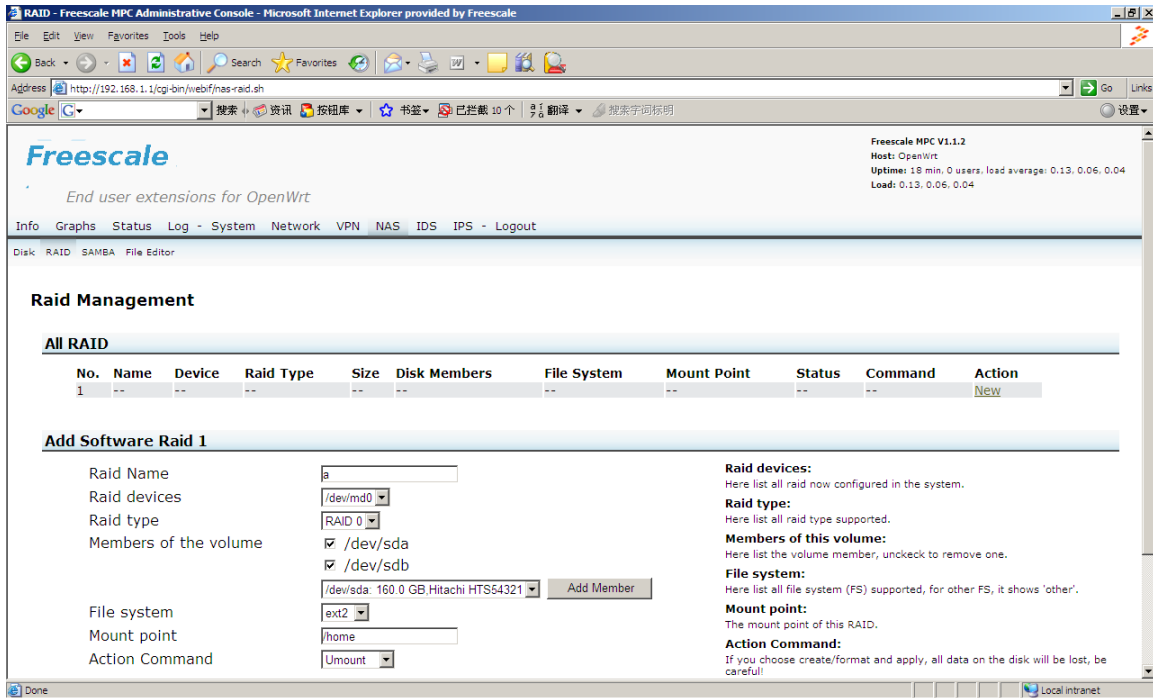 RAID - Freescale MPC Administrative Console - Microsoft Internet Explorer provided by Freescale
File Edit View Favorites Tools Help
Back Search Favorites
Address http://192.168.1.1/cgi-bin/webif/nas-raid.sh Go Links
Google 搜索 资讯 按钮库 书签 已拦截 10 个 翻译 搜索字词标明 设置
Freescale
End user extensions for OpenWrt
Freescale MPC V1.1.2
Host: OpenWrt
Uptime: 18 min, 0 users, load average: 0.13, 0.06, 0.04
Load: 0.13, 0.06, 0.04
Info Graphs Status Log - System Network VPN NAS IDS IPS - Logout
Disk RAID SAMBA File Editor
Raid Management
All RAID
No. Name Device Raid Type Size Disk Members File System Mount Point Status Command Action
1 -- -- -- -- -- -- -- -- -- New
Add Software Raid 1
Raid Name a
Raid devices /dev/md0
Raid type RAID 0
Members of the volume /dev/sda
/dev/sdb
/dev/sda: 160.0 GB,Hitachi HTS54321 Add Member
File system ext2
Mount point /home
Action Command Umount
Raid devices:
Here list all raid now configured in the system.
Raid type:
Here list all raid type supported.
Members of this volume:
Here list the volume member, unckeck to remove one.
File system:
Here list all file system (FS) supported, for other FS, it shows 'other'.
Mount point:
The mount point of this RAID.
Action Command:
If you choose create/format and apply, all data on the disk will be lost, be
careful!
Done Local intranet